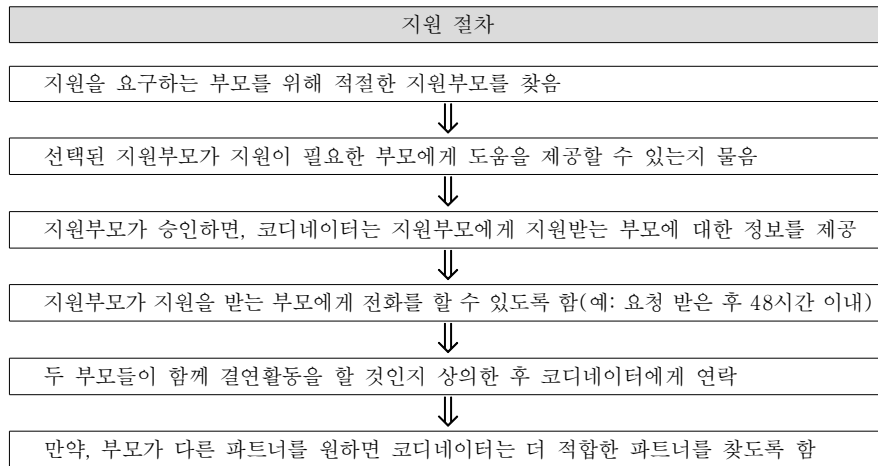 지원 절차
지원을 요구하는 부모를 위해 적절한 지원부모를 찾음
선택된 지원부모가 지원이 필요한 부모에게 도움을 제공할 수 있는지 물음
지원부모가 승인하면, 코디네이터는 지원부모에게 지원받는 부모에 대한 정보를 제공
지원부모가 지원을 받는 부모에게 전화를 할 수 있도록 함(예: 요청 받은 후 48시간 이내)
두 부모들이 함께 결연활동을 할 것인지 상의한 후 코디네이터에게 연락
만약, 부모가 다른 파트너를 원하면 코디네이터는 더 적합한 파트너를 찾도록 함